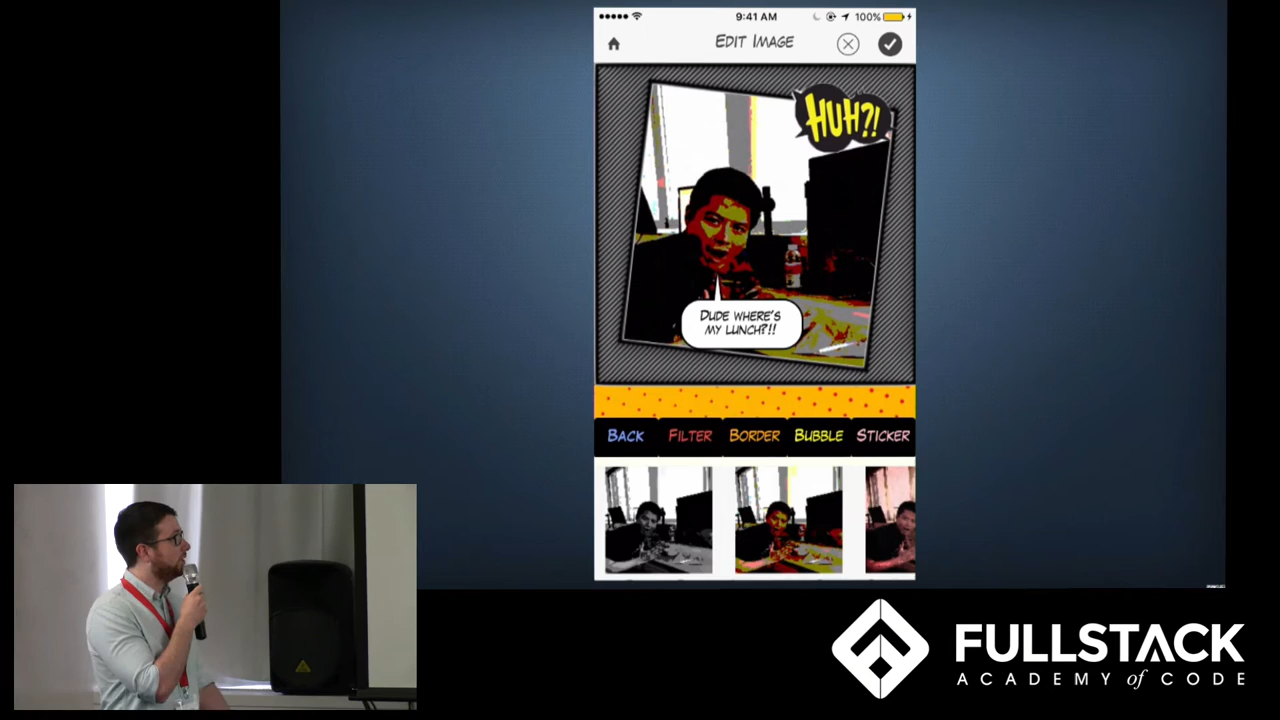 9:41 AM
100%
EDIT IMAGE
HUH?!
DUDE WHERE'S
MY LUNCH?!!
BACK
FILTER
BORDER
BUBBLE
STICKER
FULLSTACK
ACADEMY of CODE